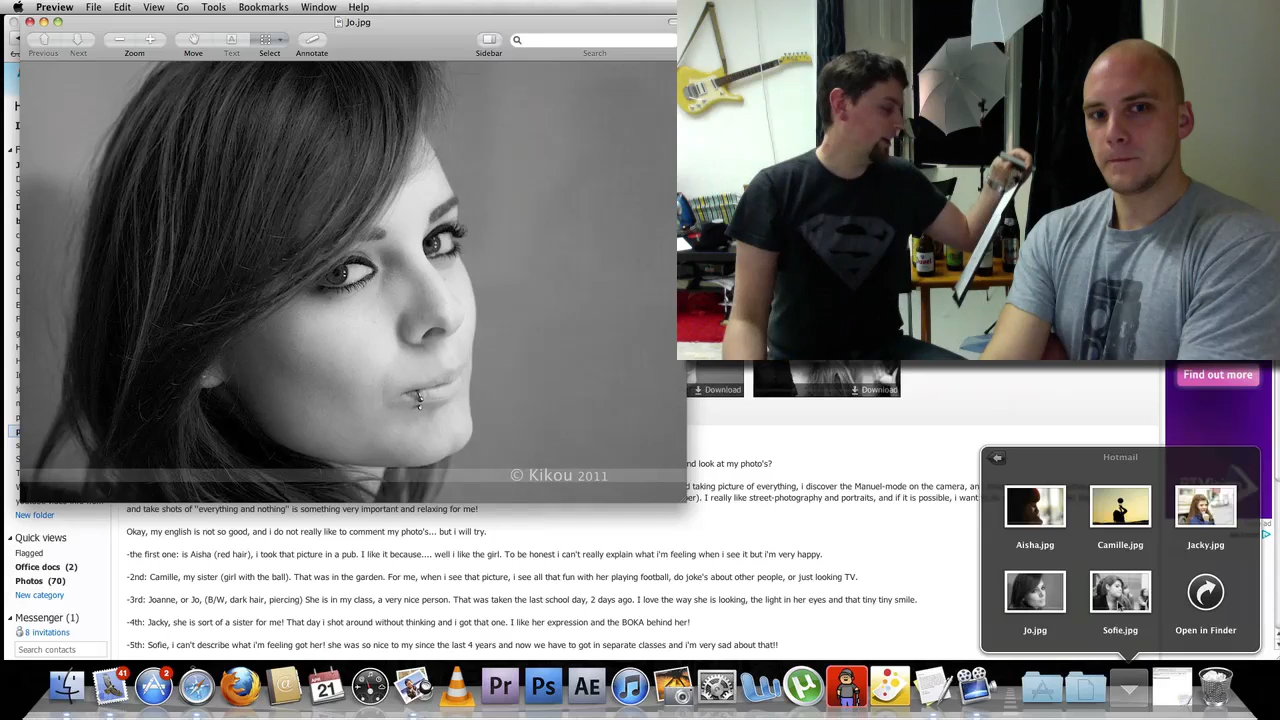 Preview File Edit View Go Tools Bookmarks Window Help
Jo.jpg
Previous Next Zoom Move Text Select Annotate Sidebar Search
© Kikou 2011
Download Download
Find out more
nd look at my photo's?
taking picture of everything, i discover the Manuel-mode on the camera, an
I really like street-photography and portraits, and if it is possible, i want
and take shots of "everything and nothing" is something very important and relaxing for me!
Okay, my english is not so good, and i do not really like to comment my photo's... but i will try.
-the first one: is Aisha (red hair), i took that picture in a pub. I like it because.... well i like the girl. To be honest i can't really explain what i'm feeling when i see it but i'm very happy.
-2nd: Camille, my sister (girl with the ball). That was in the garden. For me, when i see that picture, i see all that fun with her playing football, do joke's about other people, or just looking TV.
-3rd: Joanne, or Jo, (B/W, dark hair, piercing) She is in my class, a very nice person. That was taken the last school day, 2 days ago. I love the way she is looking, the light in her eyes and that tiny tiny smile.
-4th: Jacky, she is sort of a sister for me! That day i shot around without thinking and i got that one. I like her expression and the BOKA behind her!
-5th: Sofie, i can't describe what i'm feeling got her! she was so nice to my since the last 4 years and now we have to got in separate classes and i'm very sad about that!!
New folder
Quick views
Flagged
Office docs (2)
Photos (70)
New category
Messenger (1)
8 invitations
Search contacts
Hotmail
Aisha.jpg Camille.jpg Jacky.jpg
Jo.jpg Sofie.jpg Open in Finder
41 2 APR 21 Pr Ps AE